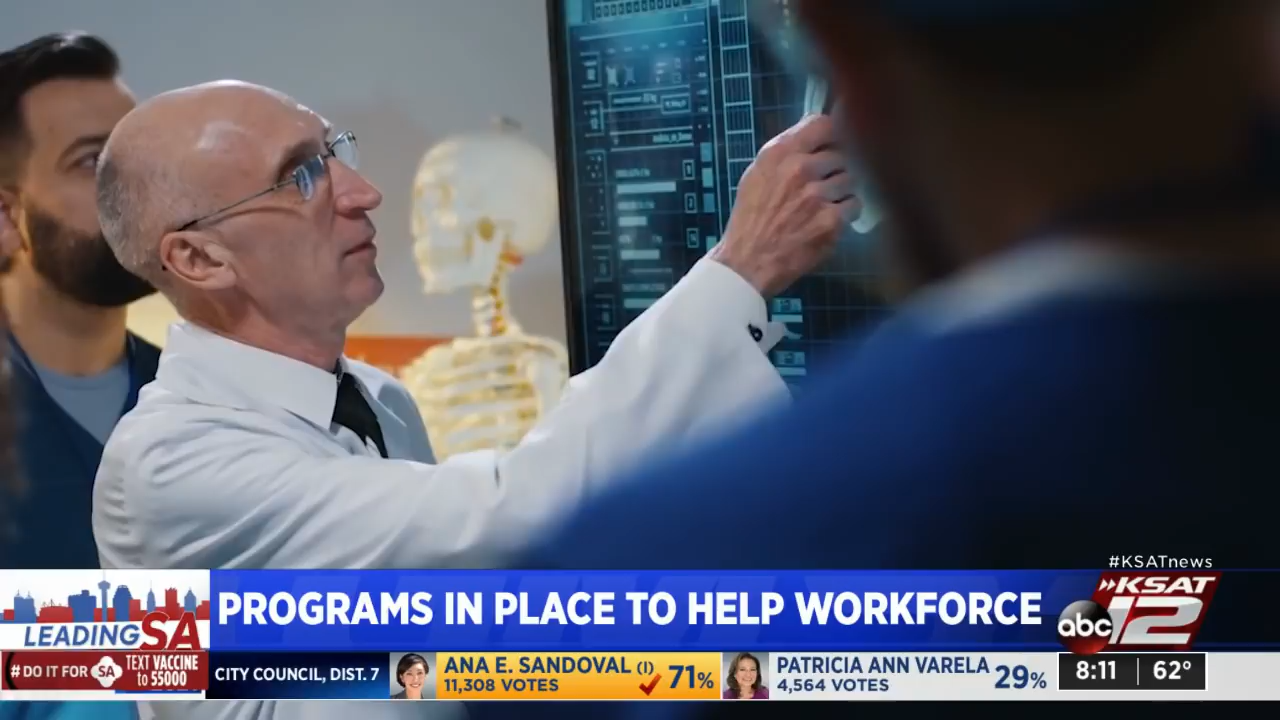 #KSATnews
PROGRAMS IN PLACE TO HELP WORKFORCE
LEADING SA
abc
KSAT
12
# DO IT FOR SA TEXT VACCINE
to 55000
CITY COUNCIL, DIST. 7
ANA E. SANDOVAL (I)
11,308 VOTES
71%
PATRICIA ANN VARELA
4,564 VOTES
29%
8:11
62°